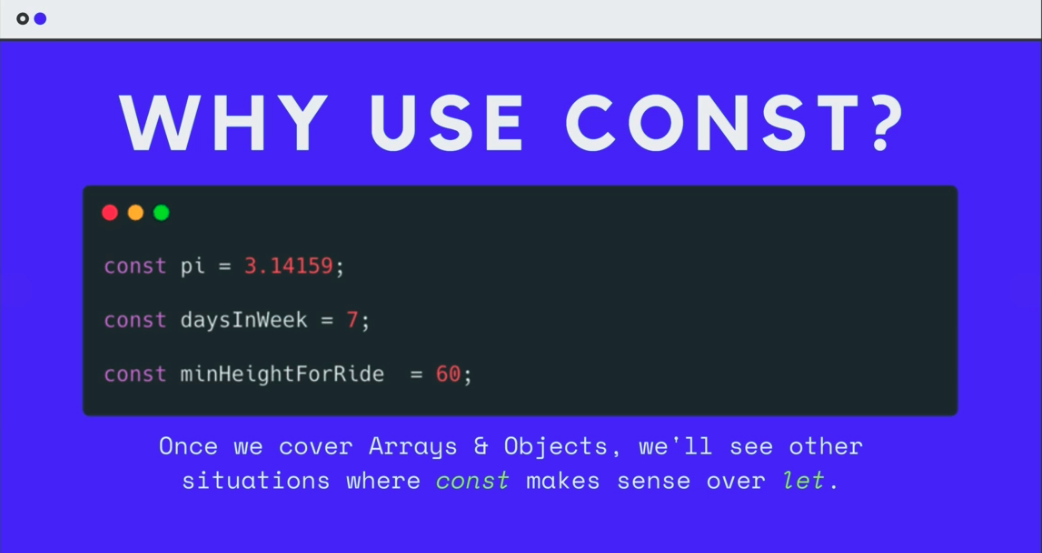 WHY USE CONST?
const pi = 3.14159;
const daysInWeek = 7;
const minHeightForRide  = 60;
Once we cover Arrays & Objects, we'll see other
situations where const makes sense over let.